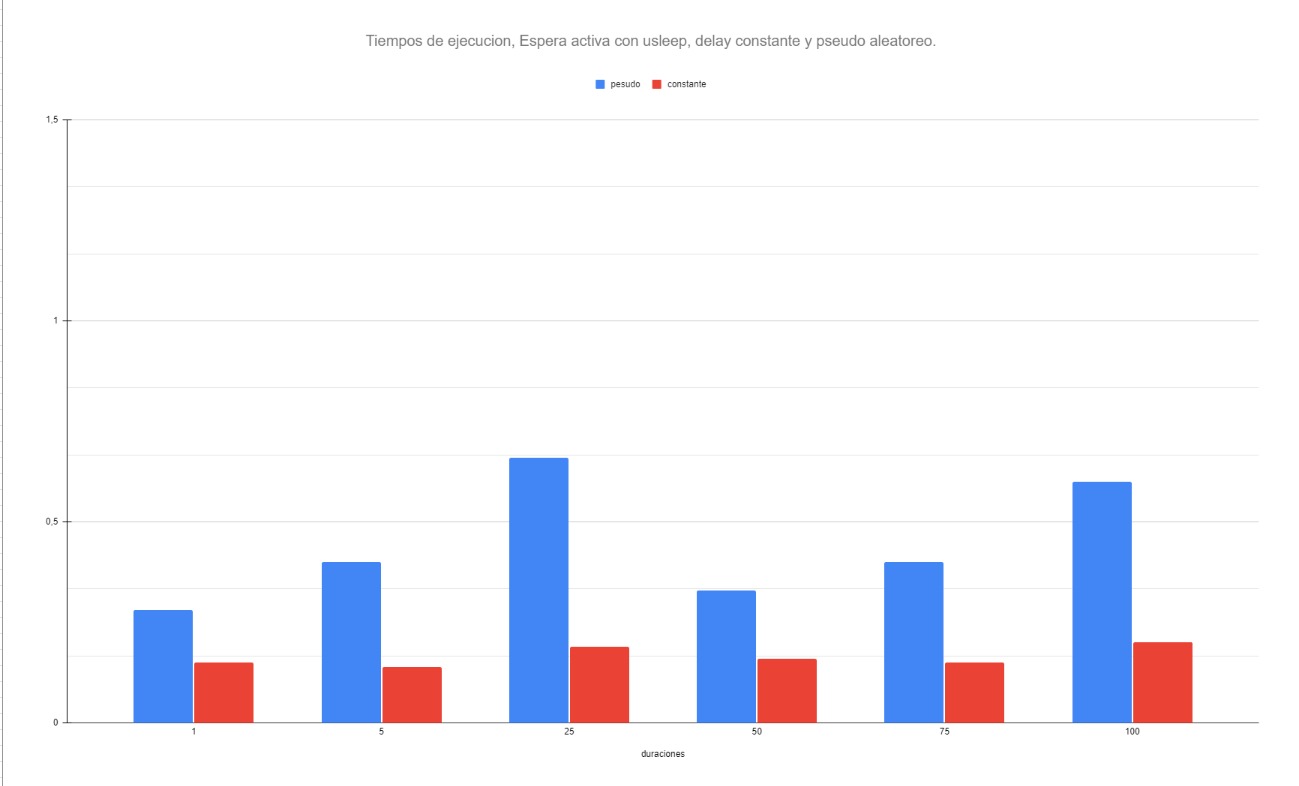 Tiempos de ejecucion, Espera activa con usleep, delay constante y pseudo aleatoreo.
pesudo constante
1,5
1
0,5
0
1 5 25 50 75 100
duraciones